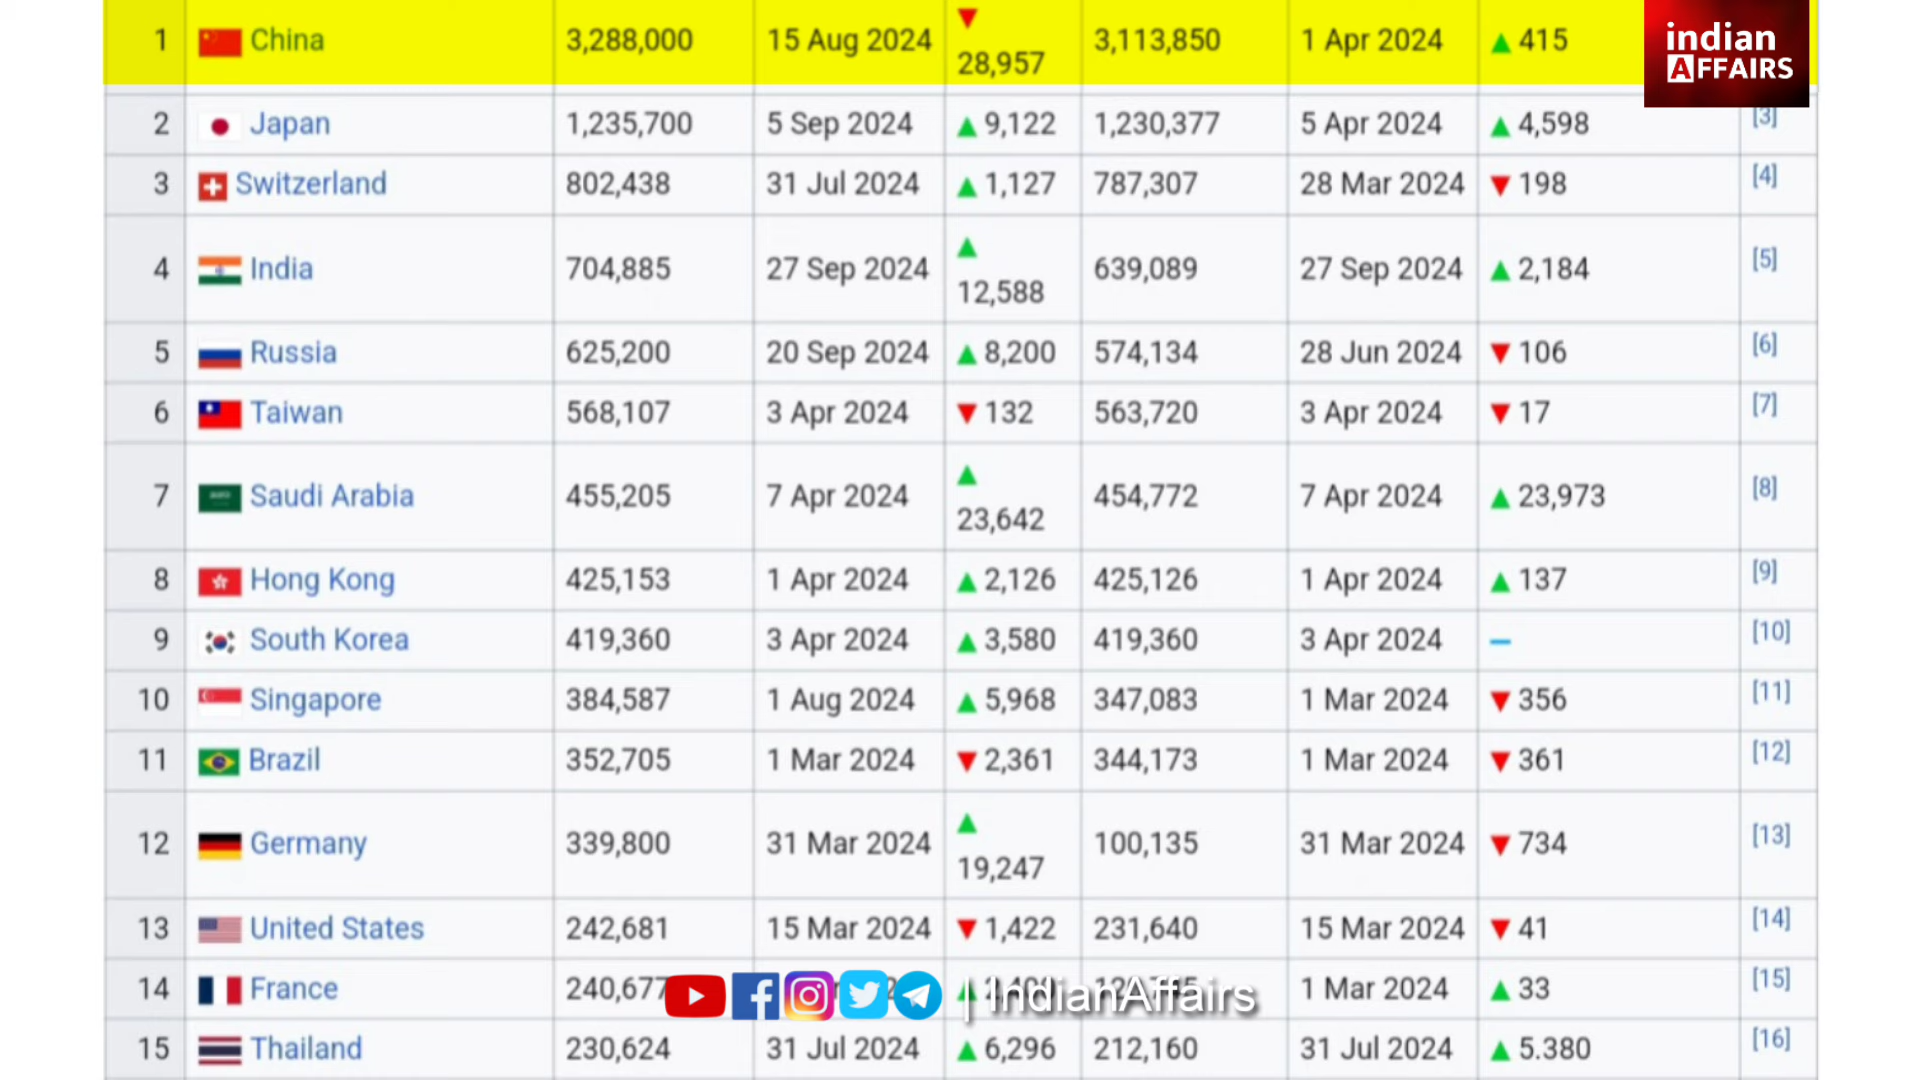 1 China 3,288,000 15 Aug 2024 ▼ 28,957 3,113,850 1 Apr 2024 ▲ 415
indian
AFFAIRS
2 Japan 1,235,700 5 Sep 2024 ▲ 9,122 1,230,377 5 Apr 2024 ▲ 4,598 [3]
3 Switzerland 802,438 31 Jul 2024 ▲ 1,127 787,307 28 Mar 2024 ▼ 198 [4]
4 India 704,885 27 Sep 2024 ▲ 12,588 639,089 27 Sep 2024 ▲ 2,184 [5]
5 Russia 625,200 20 Sep 2024 ▲ 8,200 574,134 28 Jun 2024 ▼ 106 [6]
6 Taiwan 568,107 3 Apr 2024 ▼ 132 563,720 3 Apr 2024 ▼ 17 [7]
7 Saudi Arabia 455,205 7 Apr 2024 ▲ 23,642 454,772 7 Apr 2024 ▲ 23,973 [8]
8 Hong Kong 425,153 1 Apr 2024 ▲ 2,126 425,126 1 Apr 2024 ▲ 137 [9]
9 South Korea 419,360 3 Apr 2024 ▲ 3,580 419,360 3 Apr 2024 – [10]
10 Singapore 384,587 1 Aug 2024 ▲ 5,968 347,083 1 Mar 2024 ▼ 356 [11]
11 Brazil 352,705 1 Mar 2024 ▼ 2,361 344,173 1 Mar 2024 ▼ 361 [12]
12 Germany 339,800 31 Mar 2024 ▲ 19,247 100,135 31 Mar 2024 ▼ 734 [13]
13 United States 242,681 15 Mar 2024 ▼ 1,422 231,640 15 Mar 2024 ▼ 41 [14]
14 France 240,677 1 Mar 2024 ▲ 33 [15]
| IndianAffairs
15 Thailand 230,624 31 Jul 2024 ▲ 6,296 212,160 31 Jul 2024 ▲ 5.380 [16]